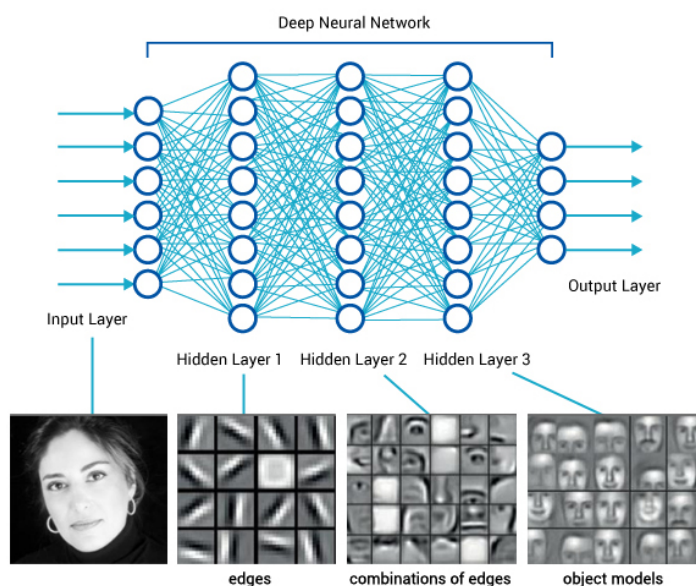 Deep Neural Network
Input Layer
Output Layer
Hidden Layer 1
Hidden Layer 2
Hidden Layer 3
edges
combinations of edges
object models